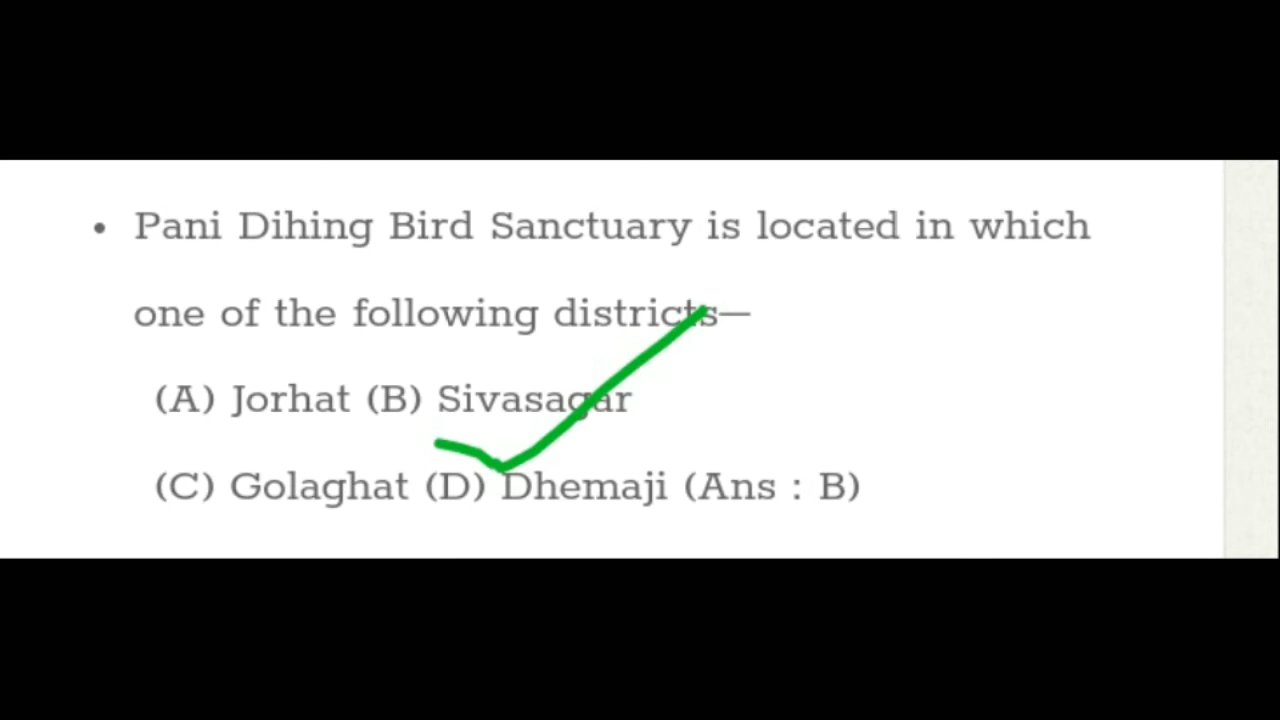 • Pani Dihing Bird Sanctuary is located in which
one of the following districts—
(A) Jorhat (B) Sivasagar
(C) Golaghat (D) Dhemaji (Ans : B)